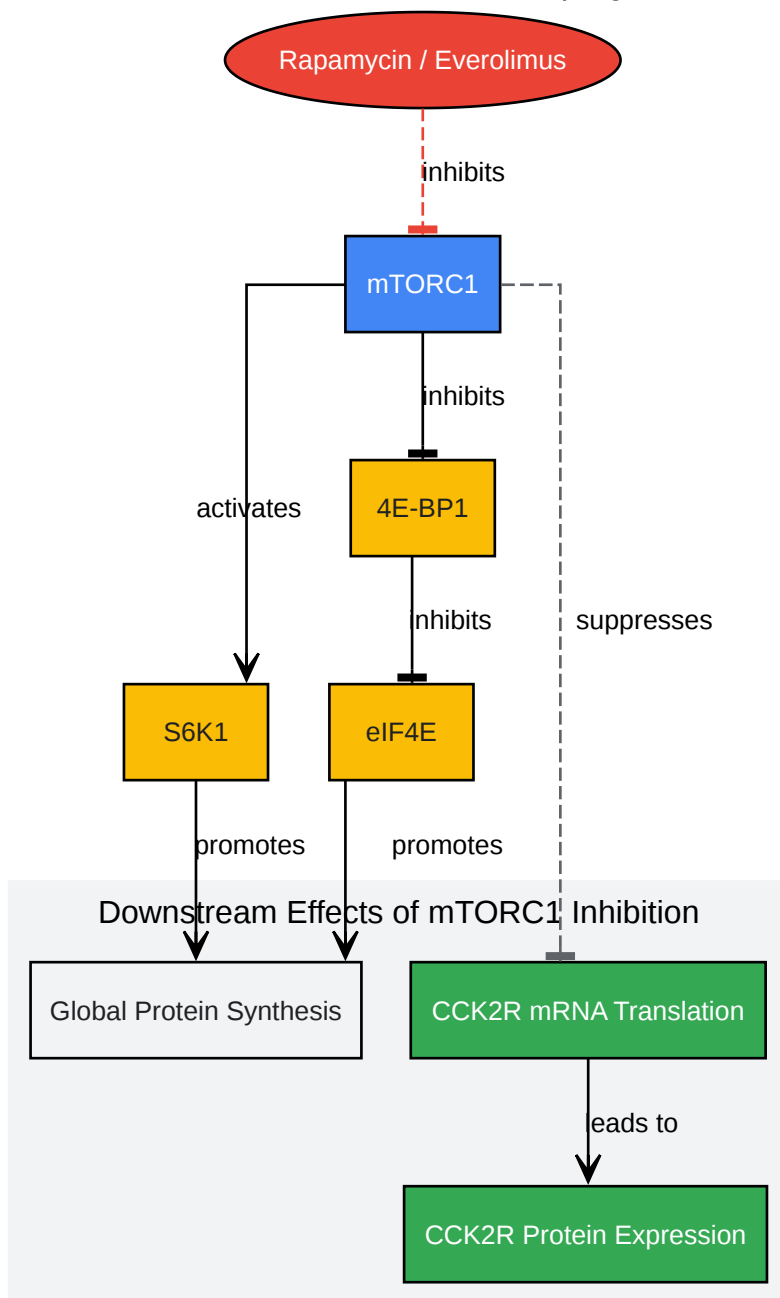 Rapamycin / Everolimus
inhibits
mTORC1
inhibits
4E-BP1
activates
inhibits
suppresses
S6K1
eIF4E
promotes
promotes
Downstream Effects of mTORC1 Inhibition
Global Protein Synthesis
CCK2R mRNA Translation
leads to
CCK2R Protein Expression